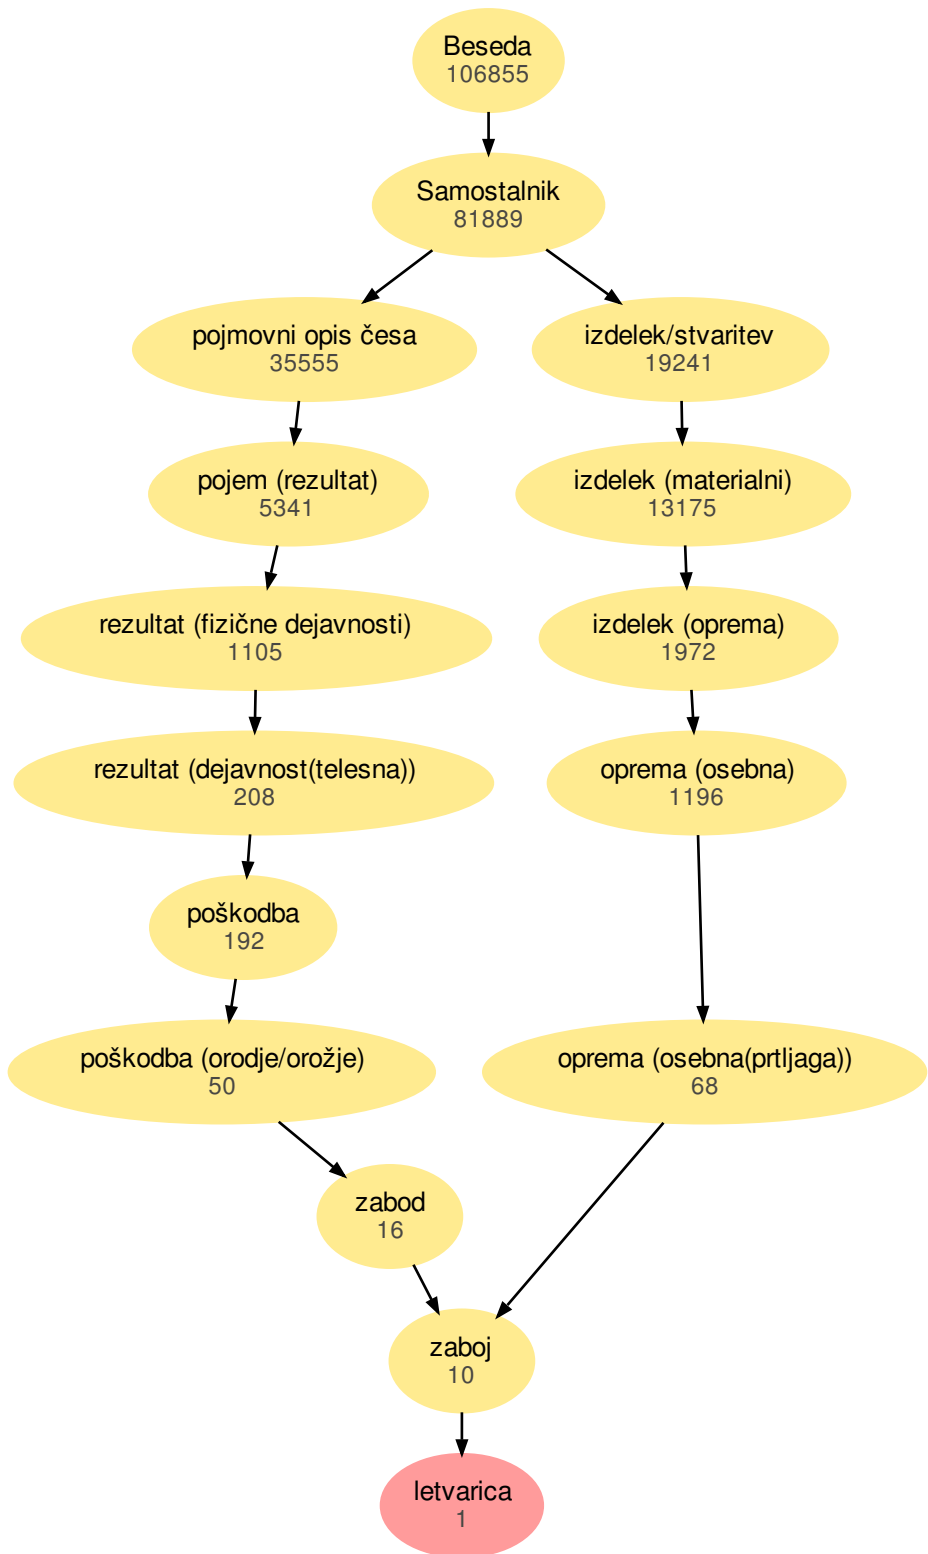 Beseda
106855
Samostalnik
81889
pojmovni opis česa
35555
izdelek/stvaritev
19241
pojem (rezultat)
5341
izdelek (materialni)
13175
rezultat (fizične dejavnosti)
1105
izdelek (oprema)
1972
rezultat (dejavnost(telesna))
208
oprema (osebna)
1196
poškodba
192
poškodba (orodje/orožje)
50
oprema (osebna(prtljaga))
68
zabod
16
zaboj
10
letvarica
1